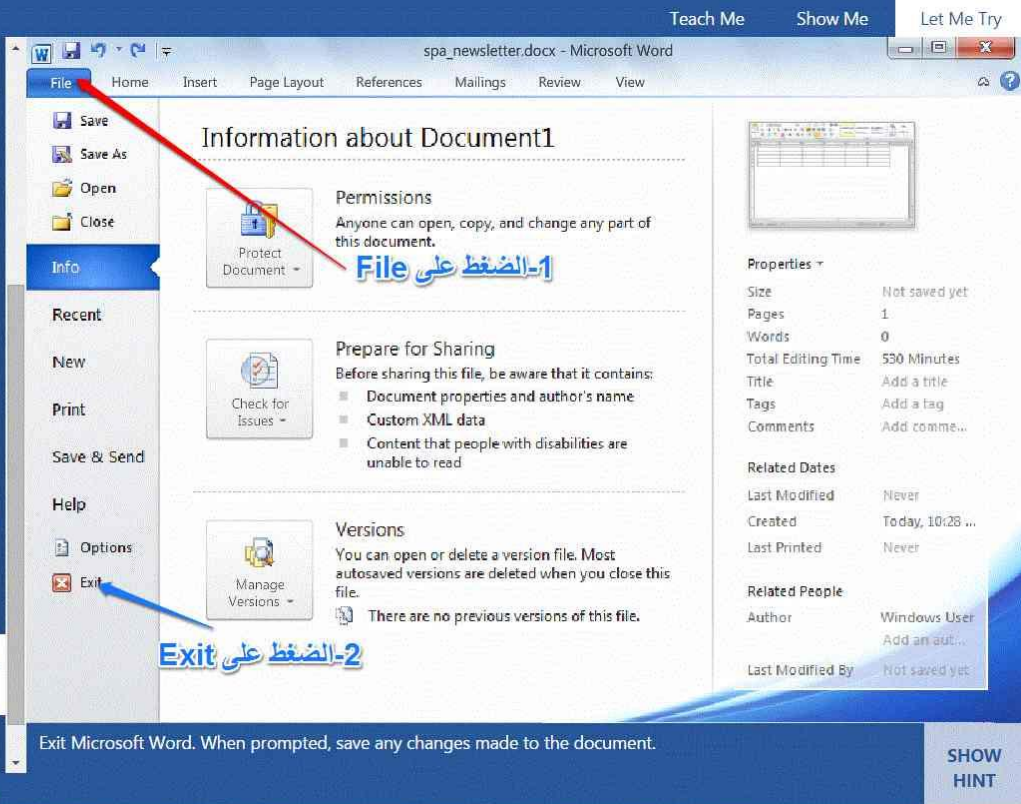 Teach Me Show Me Let Me Try
spa_newsletter.docx - Microsoft Word
File Home Insert Page Layout References Mailings Review View
Save
Save As
Open
Close
Info
Recent
New
Print
Save & Send
Help
Options
Exit
Information about Document1
Protect
Document
Permissions
Anyone can open, copy, and change any part of
this document.
1-الضغط على File
Check for
Issues
Prepare for Sharing
Before sharing this file, be aware that it contains:
Document properties and author's name
Custom XML data
Content that people with disabilities are
unable to read
Manage
Versions
Versions
You can open or delete a version file. Most
autosaved versions are deleted when you close this
file.
There are no previous versions of this file.
2-الضغط على Exit
Properties
Size Not saved yet
Pages 1
Words 0
Total Editing Time 530 Minutes
Title Add a title
Tags Add a tag
Comments Add comme...
Related Dates
Last Modified Never
Created Today, 10:28 ...
Last Printed Never
Related People
Author Windows User
Add an aut...
Last Modified By Not saved yet
Exit Microsoft Word. When prompted, save any changes made to the document.
SHOW
HINT